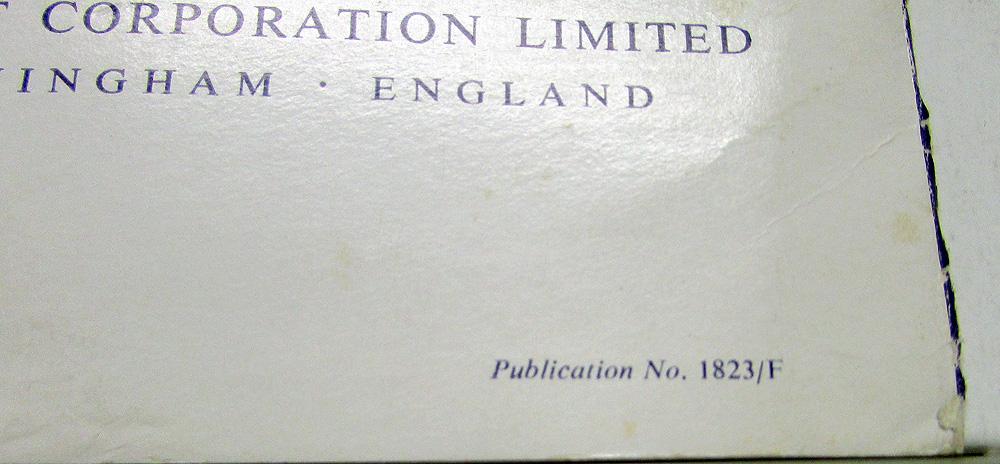 CORPORATION LIMITED
INGHAM · ENGLAND
Publication No. 1823/F